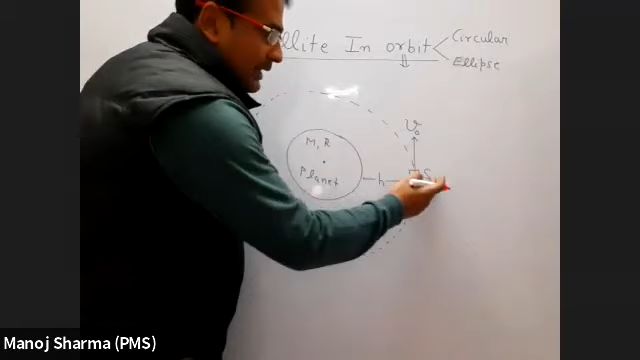 llite In orbit
Circular
Ellipse
V₀
M, R
Planet
h
S
Manoj Sharma (PMS)